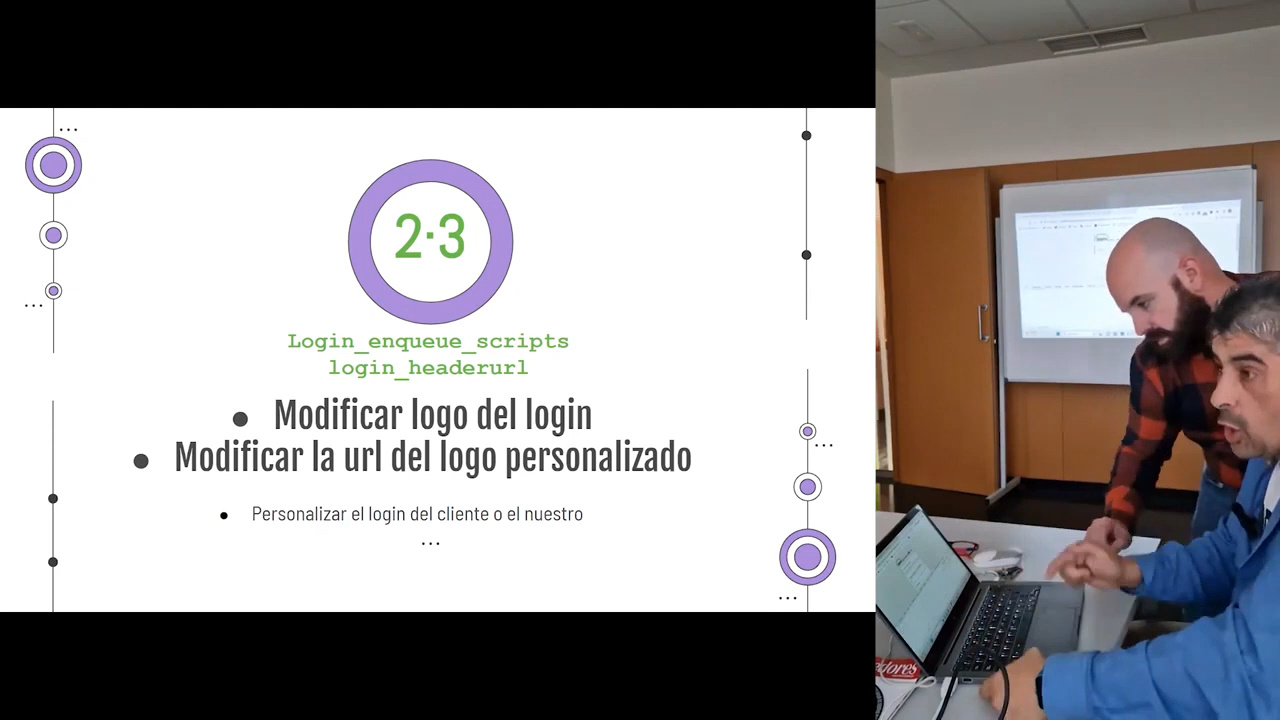 2·3
Login_enqueue_scripts
login_headerurl
● Modificar logo del login
● Modificar la url del logo personalizado
● Personalizar el login del cliente o el nuestro
...
edores